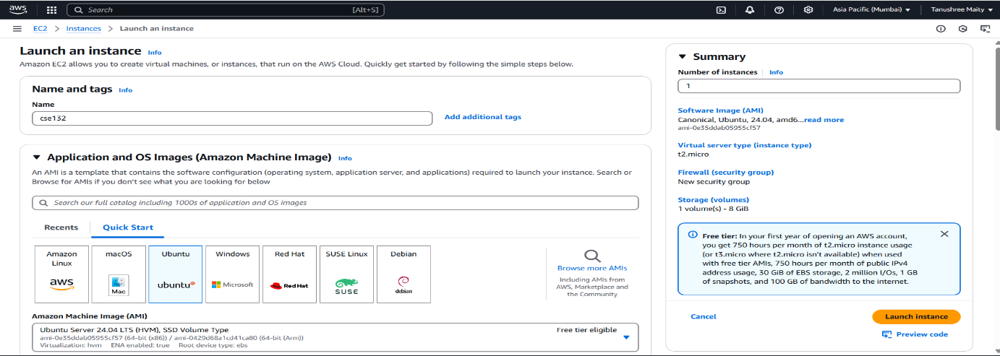 aws
Search
[Alt+S]
Asia Pacific (Mumbai)
Tanushree Maity
EC2 > Instances > Launch an instance
Launch an instance Info
Amazon EC2 allows you to create virtual machines, or instances, that run on the AWS Cloud. Quickly get started by following the simple steps below.
Name and tags Info
Name
cse132
Add additional tags
Application and OS Images (Amazon Machine Image) Info
An AMI is a template that contains the software configuration (operating system, application server, and applications) required to launch your instance. Search or
Browse for AMIs if you don't see what you are looking for below
Search our full catalog including 1000s of application and OS images
Recents
Quick Start
Amazon
Linux
aws
macOS
Mac
Ubuntu
ubuntu
Windows
Microsoft
Red Hat
Red Hat
SUSE Linux
SUSE
Debian
debian
Browse more AMIs
Including AMIs from
AWS, Marketplace and
the Community
Amazon Machine Image (AMI)
Ubuntu Server 24.04 LTS (HVM), SSD Volume Type
Free tier eligible
ami-0e35ddab05955cf57 (64-bit (x86)) / ami-0429d68a1cd41ca80 (64-bit (Arm))
Virtualization: hvm ENA enabled: true Root device type: ebs
Summary
Number of instances Info
1
Software Image (AMI)
Canonical, Ubuntu, 24.04, amd6...read more
ami-0e35ddab05955cf57
Virtual server type (instance type)
t2.micro
Firewall (security group)
New security group
Storage (volumes)
1 volume(s) - 8 GiB
Free tier: In your first year of opening an AWS account,
you get 750 hours per month of t2.micro instance usage
(or t3.micro where t2.micro isn't available) when used
with free tier AMIs, 750 hours per month of public IPv4
address usage, 30 GiB of EBS storage, 2 million I/Os, 1 GB
of snapshots, and 100 GB of bandwidth to the internet.
Cancel
Launch instance
Preview code